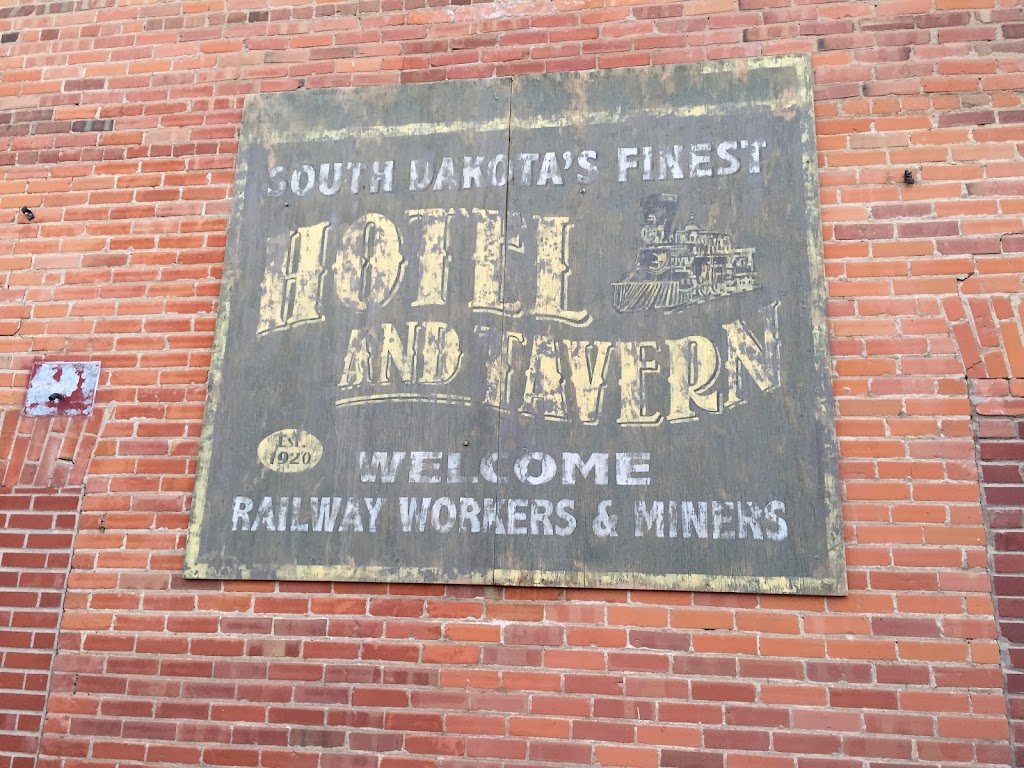 SOUTH DAKOTA'S FINEST
HOTEL
AND TAVERN
EST.
1920
WELCOME
RAILWAY WORKERS & MINERS